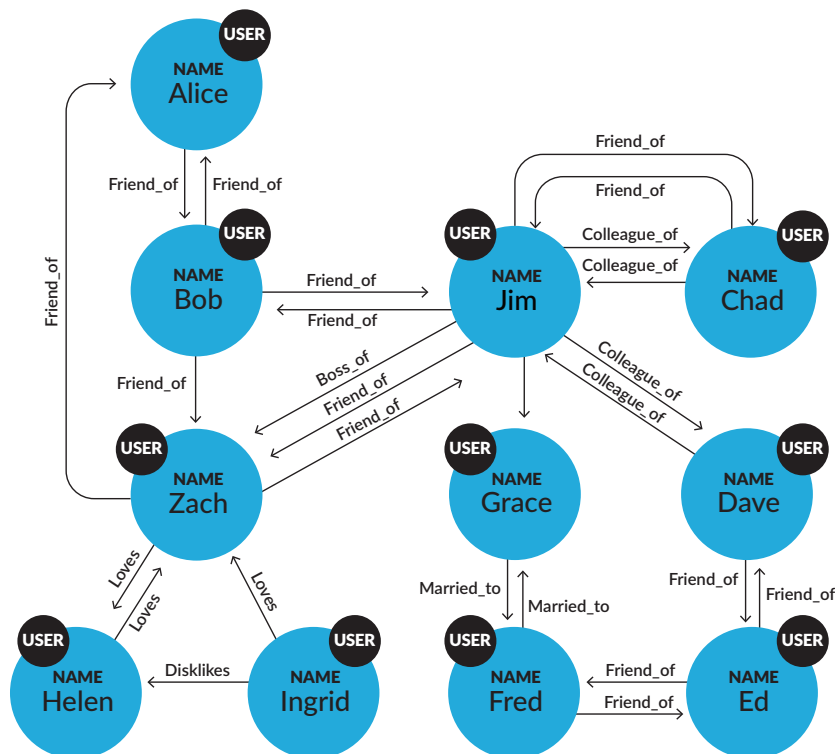 USER
NAME
Alice
Friend_of
Friend_of
Friend_of
Friend_of
Friend_of
USER
NAME
Bob
Friend_of
Friend_of
USER
NAME
Jim
Colleague_of
Colleague_of
USER
NAME
Chad
Friend_of
Boss_of
Friend_of
Friend_of
Colleague_of
Colleague_of
USER
NAME
Zach
USER
NAME
Grace
USER
NAME
Dave
Loves
Loves
Loves
Married_to
Married_to
Friend_of
Friend_of
USER
NAME
Helen
Disklikes
USER
NAME
Ingrid
USER
NAME
Fred
Friend_of
Friend_of
USER
NAME
Ed